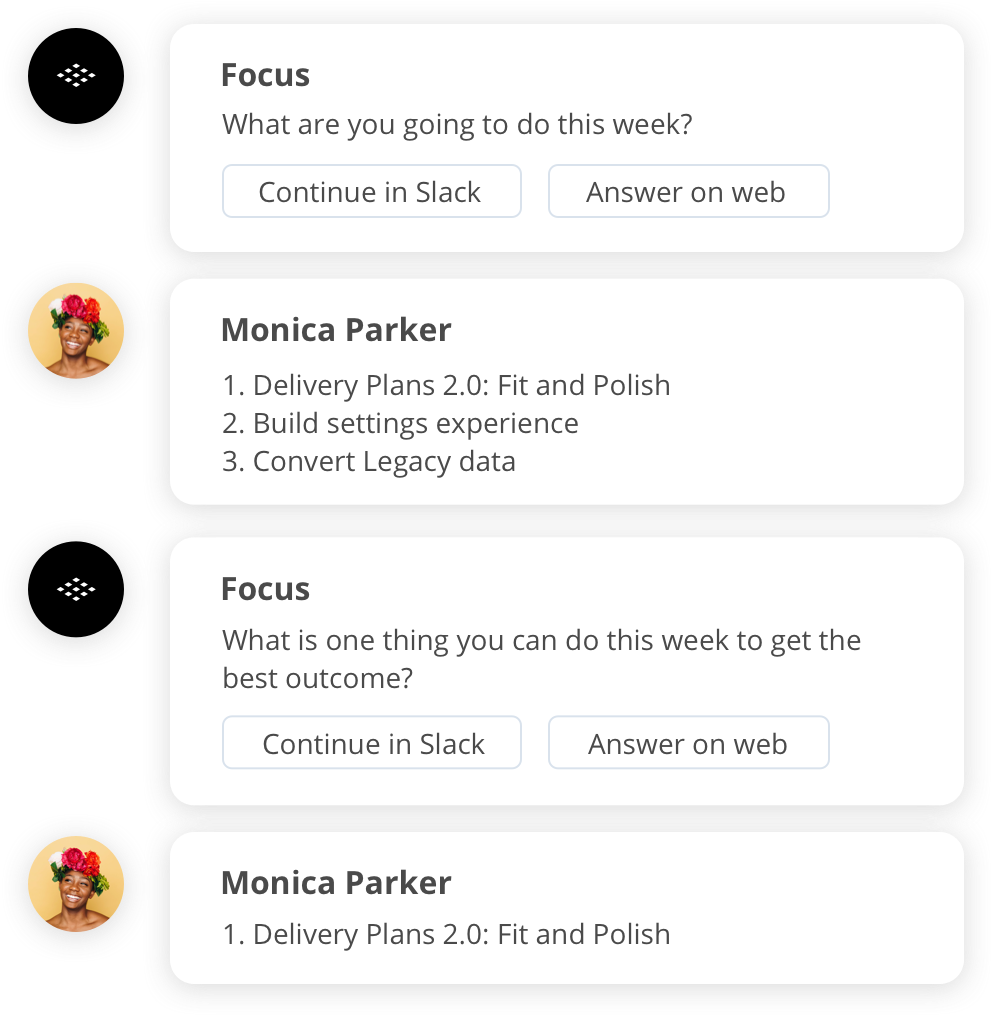 Focus
What are you going to do this week?
Continue in Slack
Answer on web
Monica Parker
1. Delivery Plans 2.0: Fit and Polish
2. Build settings experience
3. Convert Legacy data
Focus
What is one thing you can do this week to get the
best outcome?
Continue in Slack
Answer on web
Monica Parker
1. Delivery Plans 2.0: Fit and Polish